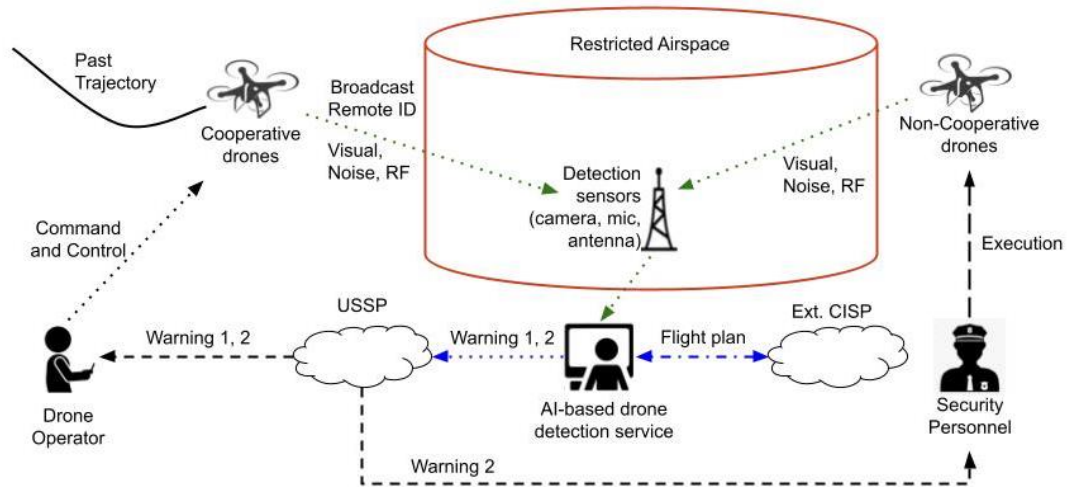 Past
Trajectory
Cooperative
drones
Broadcast
Remote ID
Visual,
Noise, RF
Restricted Airspace
Detection
sensors
(camera, mic,
antenna)
Visual,
Noise, RF
Non-Cooperative
drones
Command
and Control
Execution
USSP
Ext. CISP
Warning 1, 2
Warning 1, 2
Flight plan
Drone
Operator
AI-based drone
detection service
Security
Personnel
Warning 2